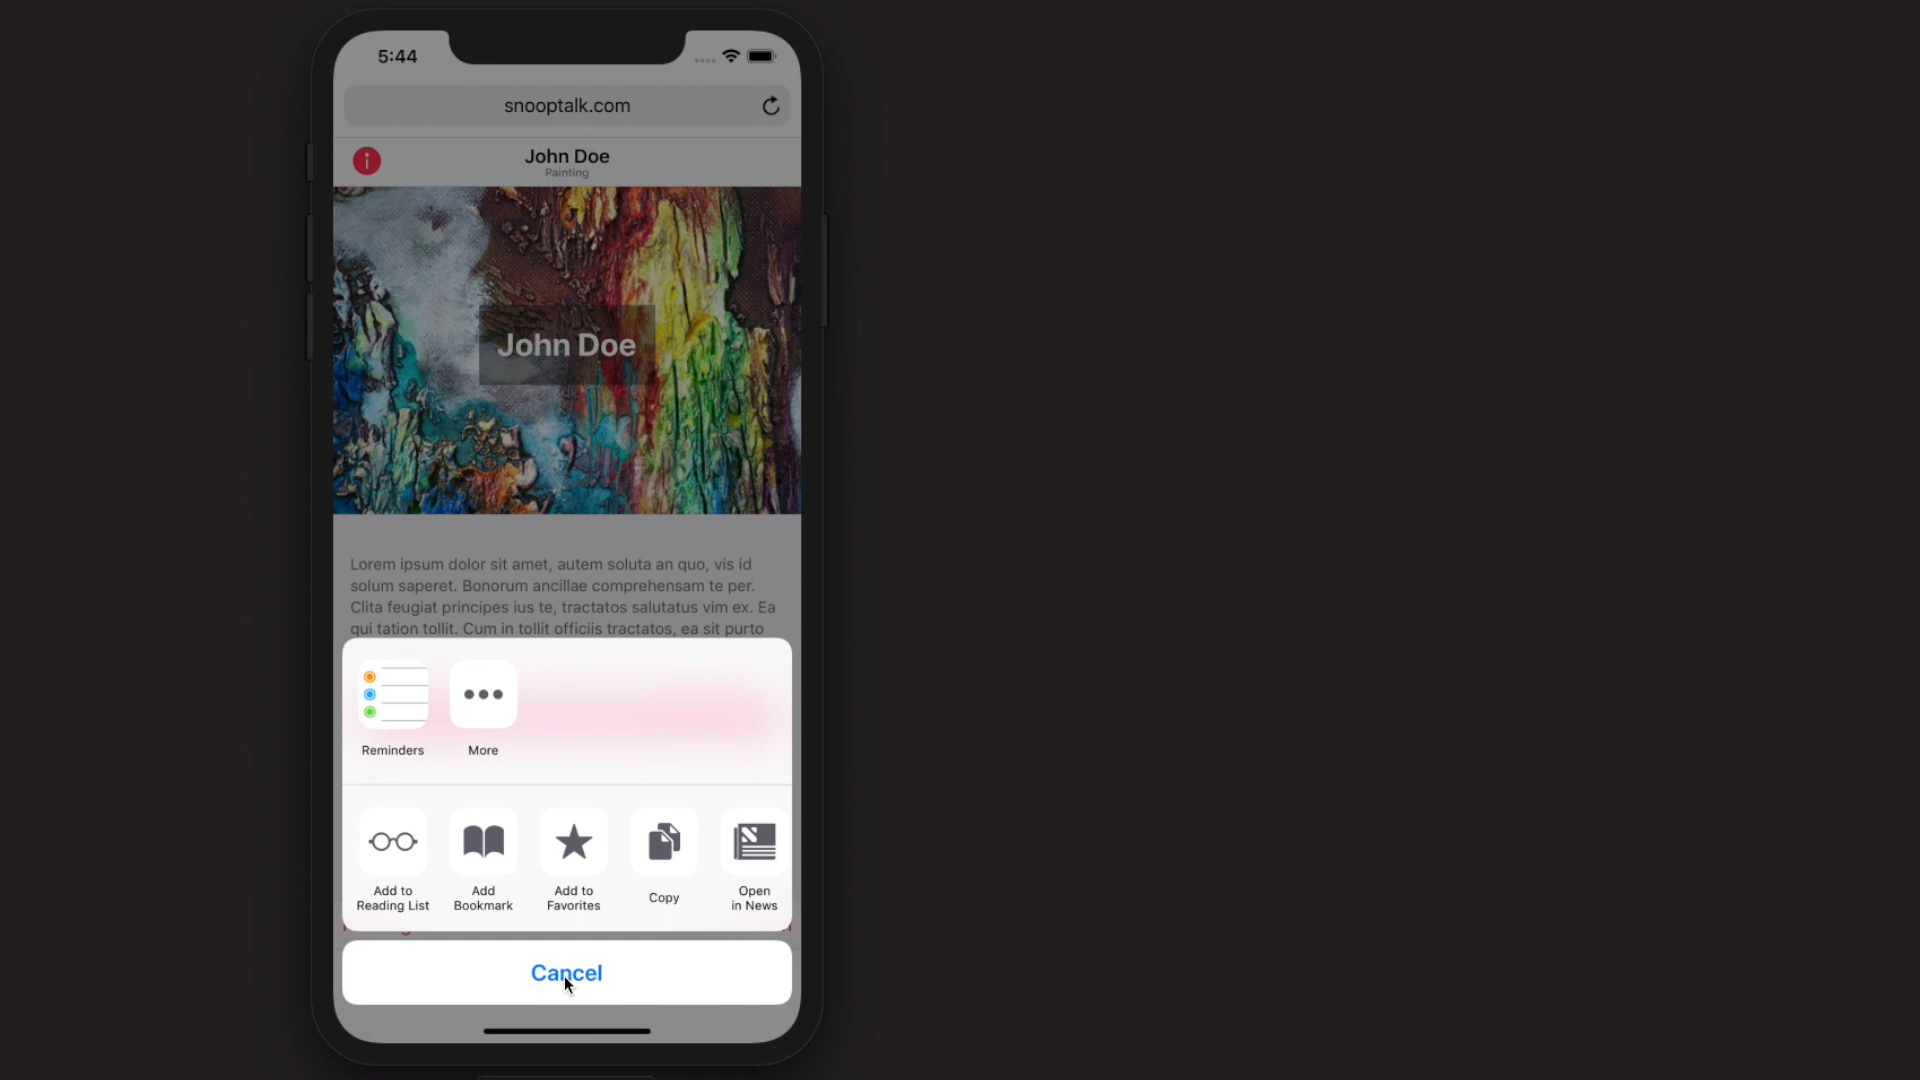 5:44
snooptalk.com
John Doe
Painting
John Doe
Lorem ipsum dolor sit amet, autem soluta an quo, vis id
solum saperet. Bonorum ancillae comprehensam te per.
Clita feugiat principes ius te, tractatos salutatus vim ex. Ea
qui tation tollit. Cum in tollit officiis tractatos, ea sit purto
Reminders
More
Add to
Reading List
Add
Bookmark
Add to
Favorites
Copy
Open
in News
Cancel